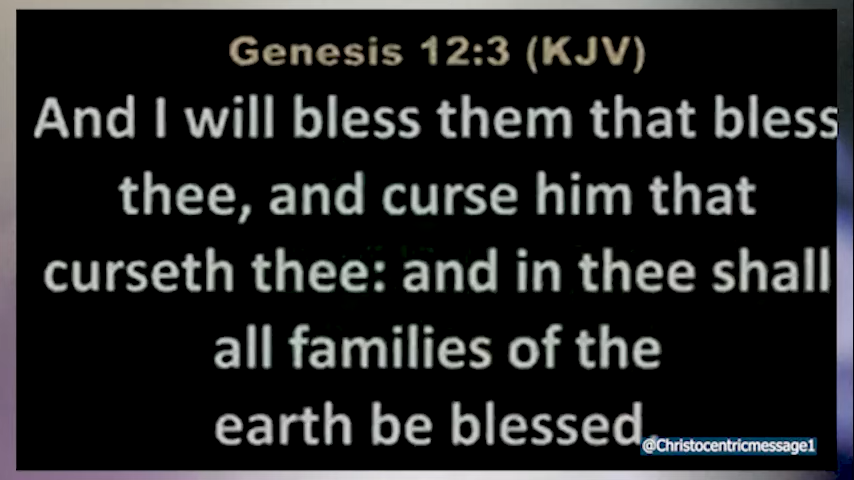 Genesis 12:3 (KJV)
And I will bless them that bless
thee, and curse him that
curseth thee: and in thee shall
all families of the
earth be blessed
@Christocentricmessage1